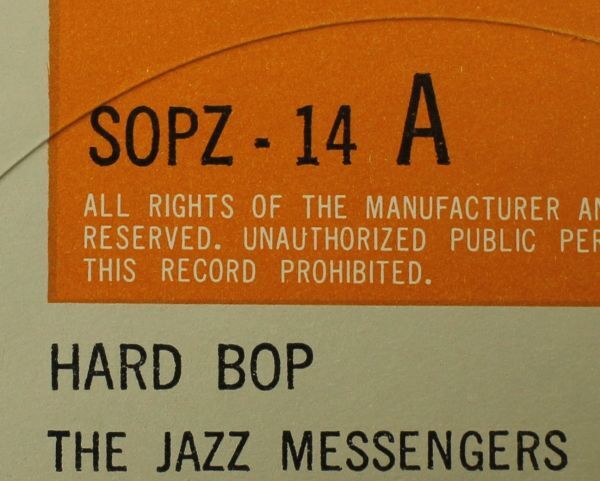 SOPZ - 14 A
ALL RIGHTS OF THE MANUFACTURER
RESERVED. UNAUTHORIZED PUBLIC
THIS RECORD PROHIBITED.
HARD BOP
THE JAZZ MESSENGERS